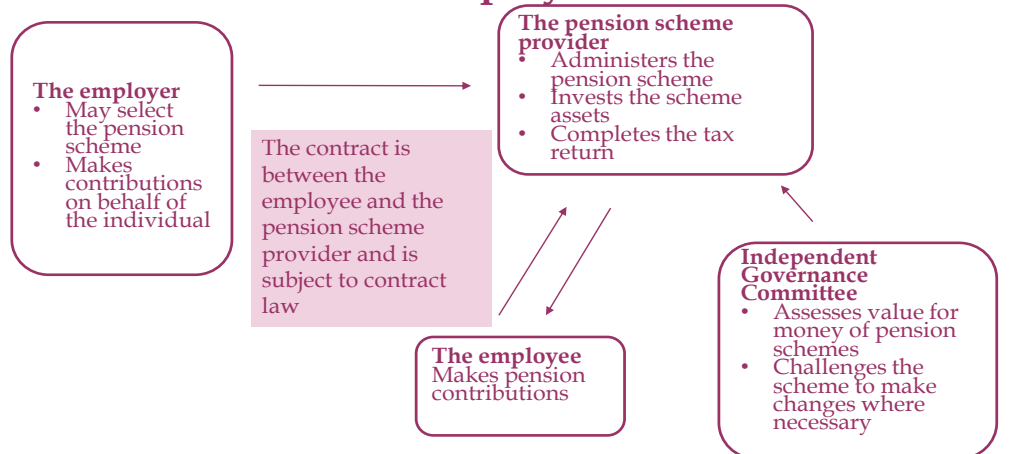 The employer
• May select
the pension
scheme
• Makes
contributions
on behalf of
the individual
The contract is
between the
employee and the
pension scheme
provider and is
subject to contract
law
The pension scheme
provider
• Administers the
pension scheme
• Invests the scheme
assets
• Completes the tax
return
The employee
Makes pension
contributions
Independent
Governance
Committee
• Assesses value for
money of pension
schemes
• Challenges the
scheme to make
changes where
necessary